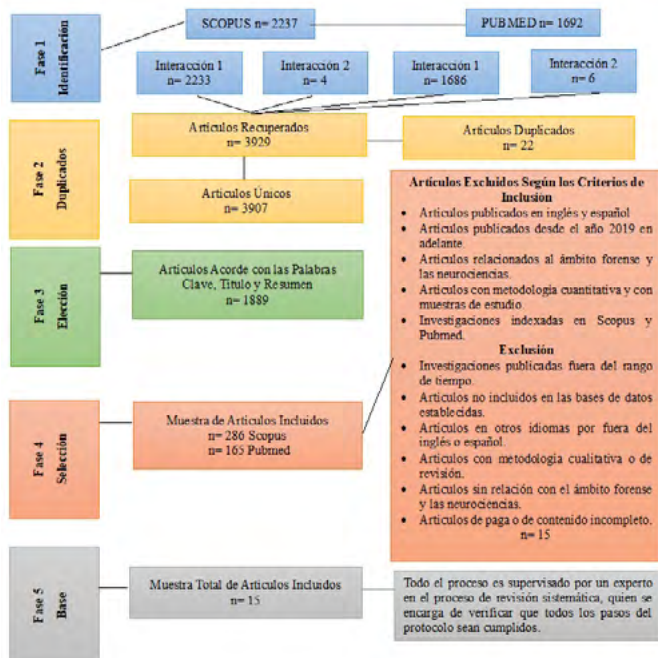 Fase 1
Identificación
SCOPUS = 2237
PUBMED = 1692
Interacción 1
n= 2233
Interacción 2
n= 4
Interacción 1
n= 1686
Interacción 2
n= 6
Fase 2
Duplicados
Artículos Recuperados
n= 3929
Artículos Duplicados
n= 22
Artículos Únicos
n= 3907
Fase 3
Elección
Artículos Acorde con las Palabras
Clave, Titulo y Resumen
n= 1889
Artículos Excluidos Según los Criterios de
Inclusión
• Artículos publicados en inglés y español
• Artículos publicados desde el año 2019 en
adelante.
• Artículos relacionados al ámbito forense y
las neurociencias.
• Artículos con metodología cuantitativa y con
muestras de estudio.
• Investigaciones indexadas en Scopus y
Pubmed.
Exclusión
• Investigaciones publicadas fuera del rango
de tiempo.
• Artículos no incluidos en las bases de datos
establecidas.
• Artículos en otros idiomas por fuera del
inglés o español.
• Artículos con metodología cualitativa o de
revisión.
• Artículos sin relación con el ámbito forense
y las neurociencias.
• Artículos de paga o de contenido incompleto.
n= 15
Fase 4
Selección
Muestra de Artículos Incluidos
n= 286 Scopus
n= 165 Pubmed
Fase 5
Base
Muestra Total de Artículos Incluidos
n= 15
Todo el proceso es supervisado por un experto
en el proceso de revisión sistemática, quien se
encarga de verificar que todos los pasos del
protocolo sean cumplidos.